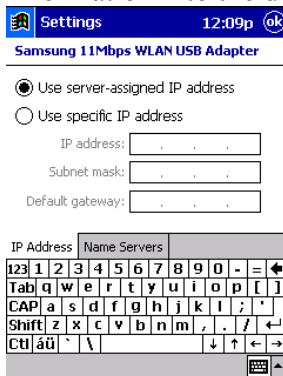 Settings 12:09p ok
Samsung 11Mbps WLAN USB Adapter
Use server-assigned IP address
Use specific IP address
IP address: . . .
Subnet mask: . . .
Default gateway: . . .
IP Address Name Servers
123 1 2 3 4 5 6 7 8 9 0 - = ←
Tab q w e r t y u i o p [ ]
CAP a s d f g h j k l ; '
Shift z x c v b n m , . / ↵
Ctl áü ` \ ↓ ↑ ← →